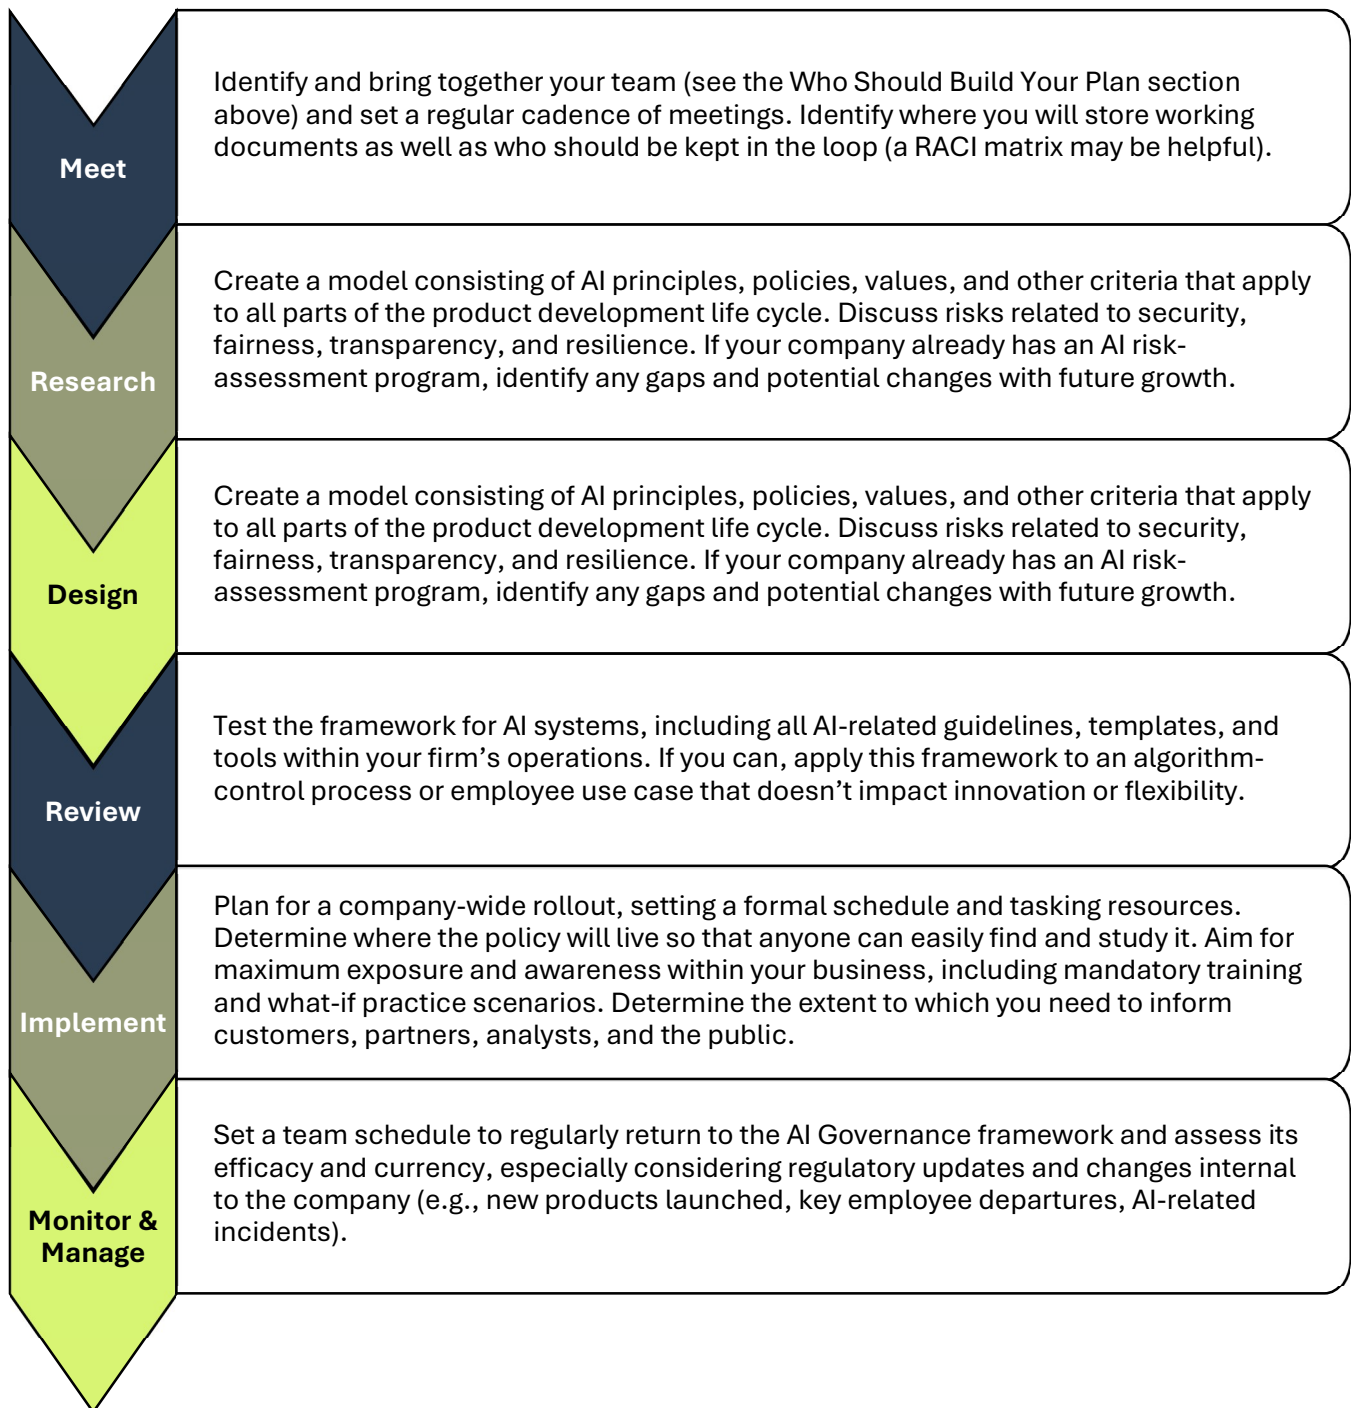 Meet
Identify and bring together your team (see the Who Should Build Your Plan section
above) and set a regular cadence of meetings. Identify where you will store working
documents as well as who should be kept in the loop (a RACI matrix may be helpful).
Research
Create a model consisting of AI principles, policies, values, and other criteria that apply
to all parts of the product development life cycle. Discuss risks related to security,
fairness, transparency, and resilience. If your company already has an AI risk-
assessment program, identify any gaps and potential changes with future growth.
Design
Create a model consisting of AI principles, policies, values, and other criteria that apply
to all parts of the product development life cycle. Discuss risks related to security,
fairness, transparency, and resilience. If your company already has an AI risk-
assessment program, identify any gaps and potential changes with future growth.
Review
Test the framework for AI systems, including all AI-related guidelines, templates, and
tools within your firm’s operations. If you can, apply this framework to an algorithm-
control process or employee use case that doesn’t impact innovation or flexibility.
Implement
Plan for a company-wide rollout, setting a formal schedule and tasking resources.
Determine where the policy will live so that anyone can easily find and study it. Aim for
maximum exposure and awareness within your business, including mandatory training
and what-if practice scenarios. Determine the extent to which you need to inform
customers, partners, analysts, and the public.
Monitor &
Manage
Set a team schedule to regularly return to the AI Governance framework and assess its
efficacy and currency, especially considering regulatory updates and changes internal
to the company (e.g., new products launched, key employee departures, AI-related
incidents).